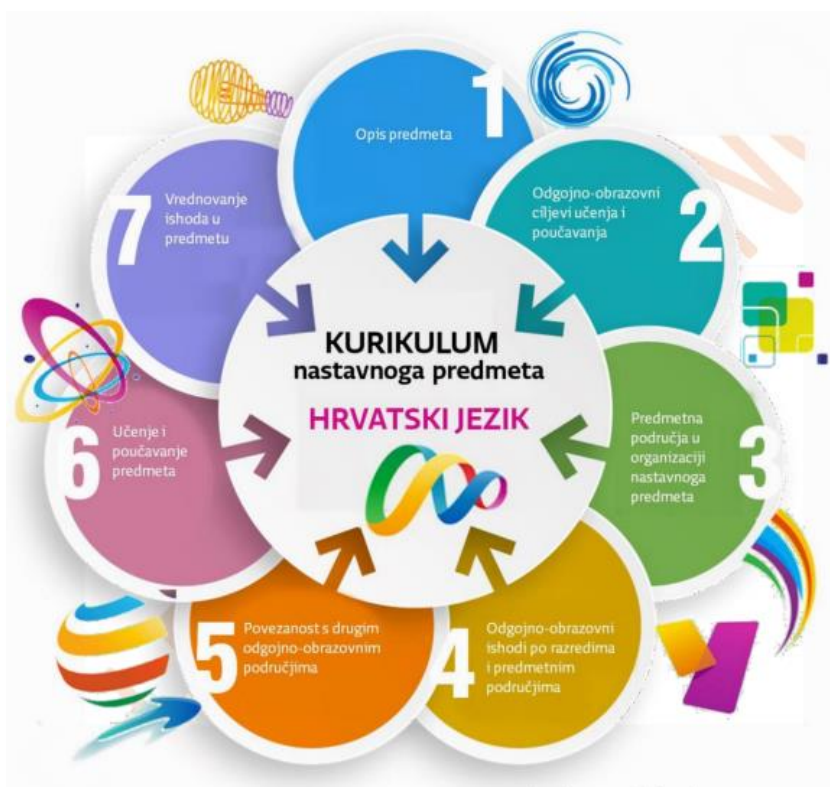 KURIKULUM
nastavnoga predmeta
HRVATSKI JEZIK
1
Opis predmeta
2
Odgojno-obrazovni
ciljevi učenja i
poučavanja
3
Predmetna
područja u
organizaciji
nastavnoga
predmeta
4
Odgojno-obrazovni
ishodi po razredima
i predmetnim
područjima
5
Povezanost s drugim
odgojno-obrazovnim
područjima
6
Učenje i
poučavanje
predmeta
7
Vrednovanje
ishoda u
predmetu